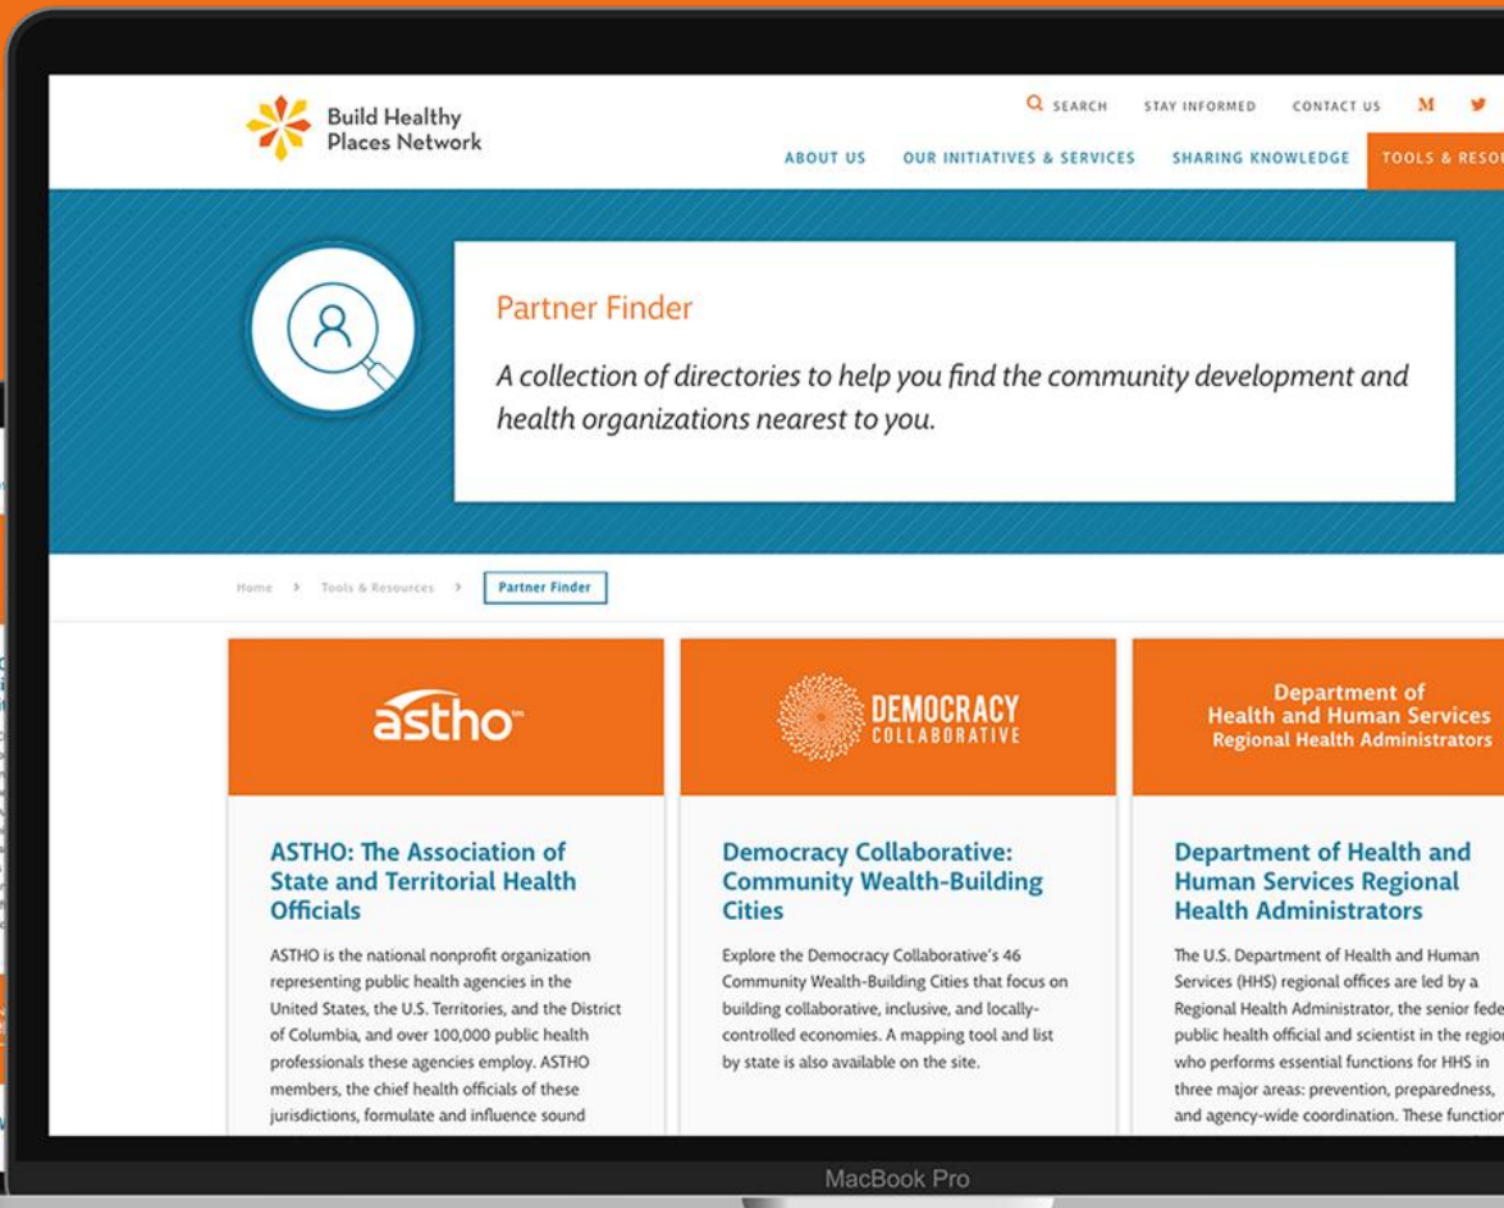 Build Healthy
Places Network
SEARCH STAY INFORMED CONTACT US M
ABOUT US OUR INITIATIVES & SERVICES SHARING KNOWLEDGE TOOLS & RESOU
Partner Finder
A collection of directories to help you find the community development and
health organizations nearest to you.
Home > Tools & Resources > Partner Finder
astho™
DEMOCRACY
COLLABORATIVE
Department of
Health and Human Services
Regional Health Administrators
ASTHO: The Association of
State and Territorial Health
Officials
ASTHO is the national nonprofit organization
representing public health agencies in the
United States, the U.S. Territories, and the District
of Columbia, and over 100,000 public health
professionals these agencies employ. ASTHO
members, the chief health officials of these
jurisdictions, formulate and influence sound
Democracy Collaborative:
Community Wealth-Building
Cities
Explore the Democracy Collaborative's 46
Community Wealth-Building Cities that focus on
building collaborative, inclusive, and locally-
controlled economies. A mapping tool and list
by state is also available on the site.
Department of Health and
Human Services Regional
Health Administrators
The U.S. Department of Health and Human
Services (HHS) regional offices are led by a
Regional Health Administrator, the senior fede
public health official and scientist in the region
who performs essential functions for HHS in
three major areas: prevention, preparedness,
and agency-wide coordination. These function
MacBook Pro